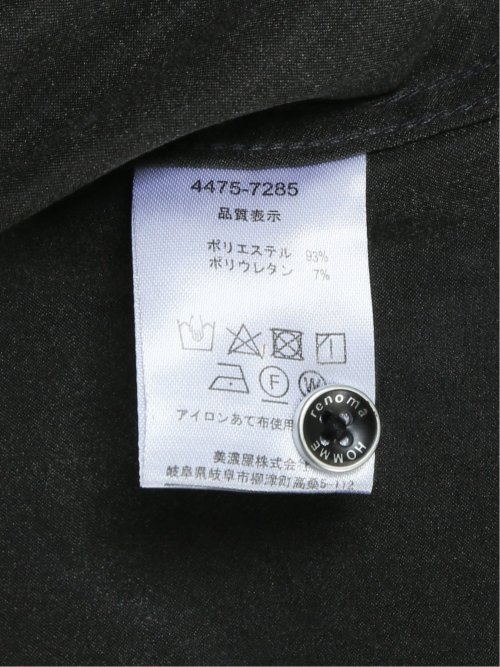 4475-7285
品質表示
ポリエステル 93%
ポリウレタン 7%
F
W
アイロンあて布使用
美濃屋株式会
岐阜県岐阜市柳津町高桑5-112
renoma HOMME